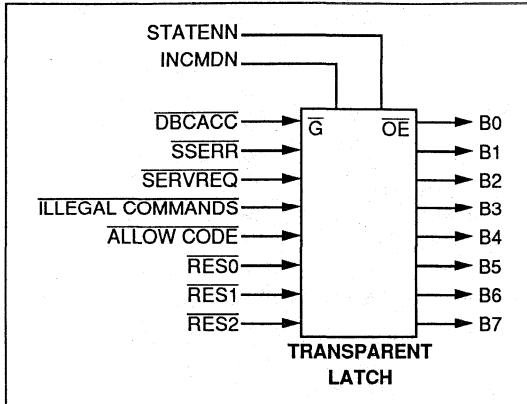 STATENN
INCMDN
DBCACC G OE B0
SSERR B1
SERVREQ B2
ILLEGAL COMMANDS B3
ALLOW CODE B4
RES0 B5
RES1 B6
RES2 B7
TRANSPARENT
LATCH